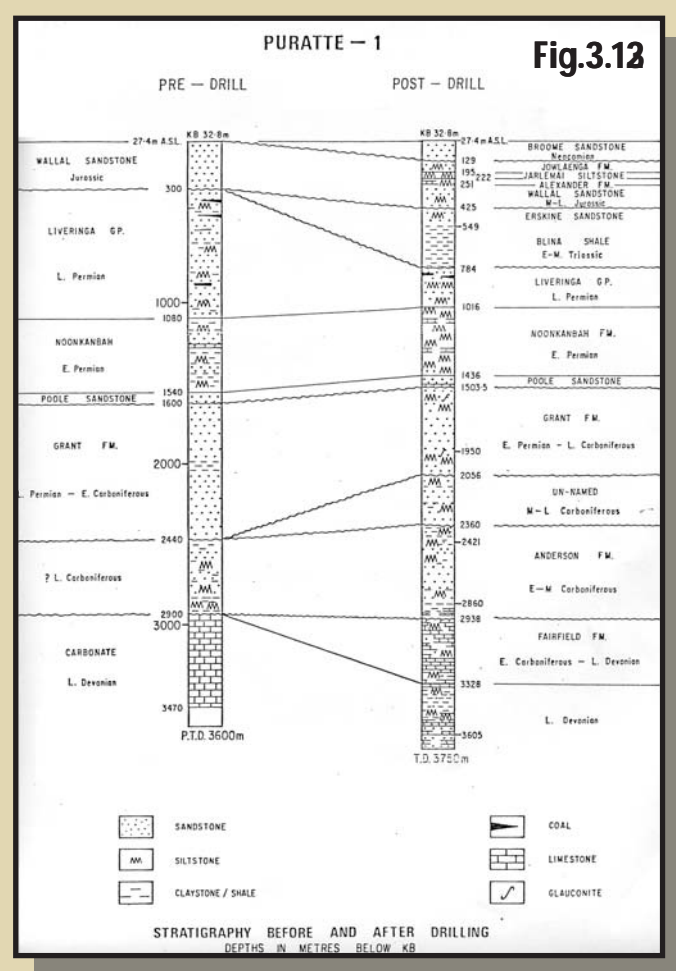 PURATTE — 1
Fig.3.13
PRE — DRILL
POST — DRILL
KB 32·8m
27·4m A.S.L.
WALLAL SANDSTONE
Jurassic
300
LIVERINGA GP.
L. Permian
1000
1080
NOONKANBAH
E. Permian
1540
POOLE SANDSTONE
1600
GRANT FM.
2000
. Permian — E. Carboniferous
2440
? L. Carboniferous
2900
3000
CARBONATE
L. Devonian
3470
P.T.D. 3600m
KB 32·8m
27·4m A.S.L.
BROOME SANDSTONE
Neocomian
129
JOWLAENGA FM.
195
222
JARLEMAI SILTSTONE
251
ALEXANDER FM.
WALLAL SANDSTONE
M-L. Jurassic
425
ERSKINE SANDSTONE
549
BLINA SHALE
E-M. Triassic
784
LIVERINGA GP.
L. Permian
1016
NOONKANBAH FM.
E. Permian
1436
POOLE SANDSTONE
1503·5
GRANT FM.
E. Permian — L. Carboniferous
1950
2056
UN-NAMED
M-L Carboniferous
2360
2421
ANDERSON FM.
E—M Carboniferous
2860
2938
FAIRFIELD FM.
E. Carboniferous — L. Devonian
3328
L. Devonian
3605
T.D. 3750m
SANDSTONE
COAL
SILTSTONE
LIMESTONE
CLAYSTONE / SHALE
GLAUCONITE
STRATIGRAPHY BEFORE AND AFTER DRILLING
DEPTHS IN METRES BELOW KB